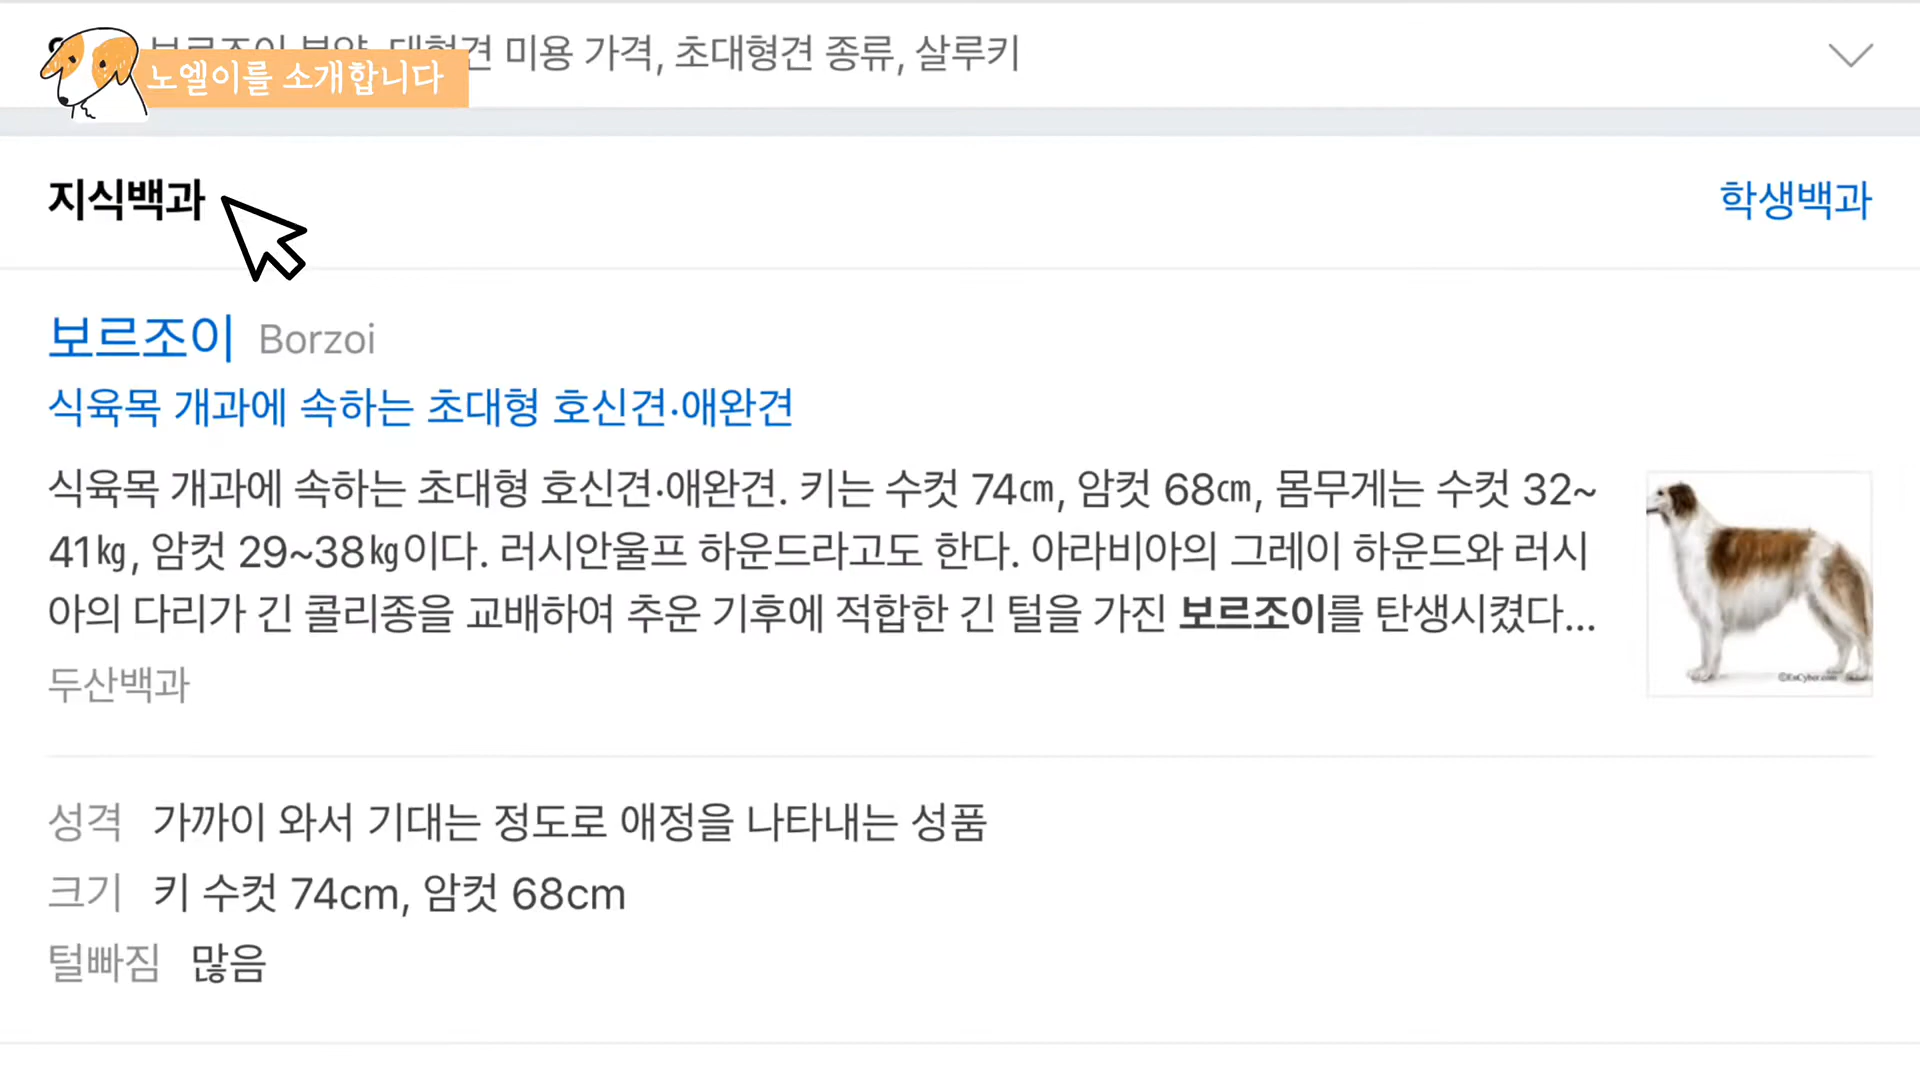 노엘이를 소개합니다
미용 가격, 초대형견 종류, 살루키
지식백과
학생백과
보르조이 Borzoi
식육목 개과에 속하는 초대형 호신견·애완견
식육목 개과에 속하는 초대형 호신견·애완견. 키는 수컷 74㎝, 암컷 68㎝, 몸무게는 수컷 32~
41㎏, 암컷 29~38㎏이다. 러시안울프 하운드라고도 한다. 아라비아의 그레이 하운드와 러시
아의 다리가 긴 콜리종을 교배하여 추운 기후에 적합한 긴 털을 가진 보르조이를 탄생시켰다...
©EnCyber.com
두산백과
성격 가까이 와서 기대는 정도로 애정을 나타내는 성품
크기 키 수컷 74cm, 암컷 68cm
털빠짐 많음